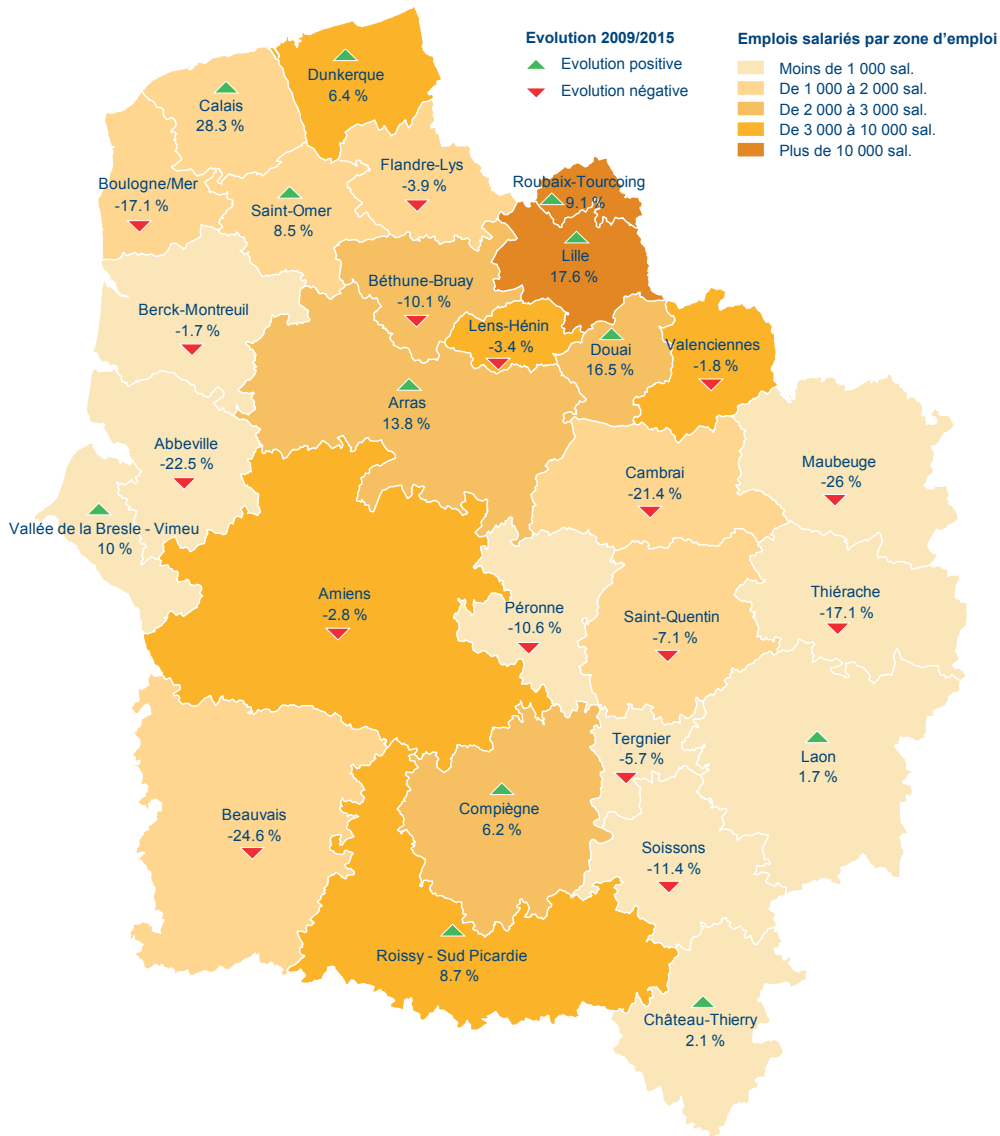 Evolution 2009/2015
Evolution positive
Evolution négative
Emplois salariés par zone d'emploi
Moins de 1 000 sal.
De 1 000 à 2 000 sal.
De 2 000 à 3 000 sal.
De 3 000 à 10 000 sal.
Plus de 10 000 sal.
Dunkerque
6.4 %
Calais
28.3 %
Flandre-Lys
-3.9 %
Boulogne/Mer
-17.1 %
Saint-Omer
8.5 %
Roubaix-Tourcoing
9.1 %
Lille
17.6 %
Béthune-Bruay
-10.1 %
Berck-Montreuil
-1.7 %
Lens-Hénin
-3.4 %
Douai
16.5 %
Valenciennes
-1.8 %
Arras
13.8 %
Abbeville
-22.5 %
Cambrai
-21.4 %
Maubeuge
-26 %
Vallée de la Bresle - Vimeu
10 %
Amiens
-2.8 %
Péronne
-10.6 %
Saint-Quentin
-7.1 %
Thiérache
-17.1 %
Tergnier
-5.7 %
Laon
1.7 %
Beauvais
-24.6 %
Compiègne
6.2 %
Soissons
-11.4 %
Roissy - Sud Picardie
8.7 %
Château-Thierry
2.1 %